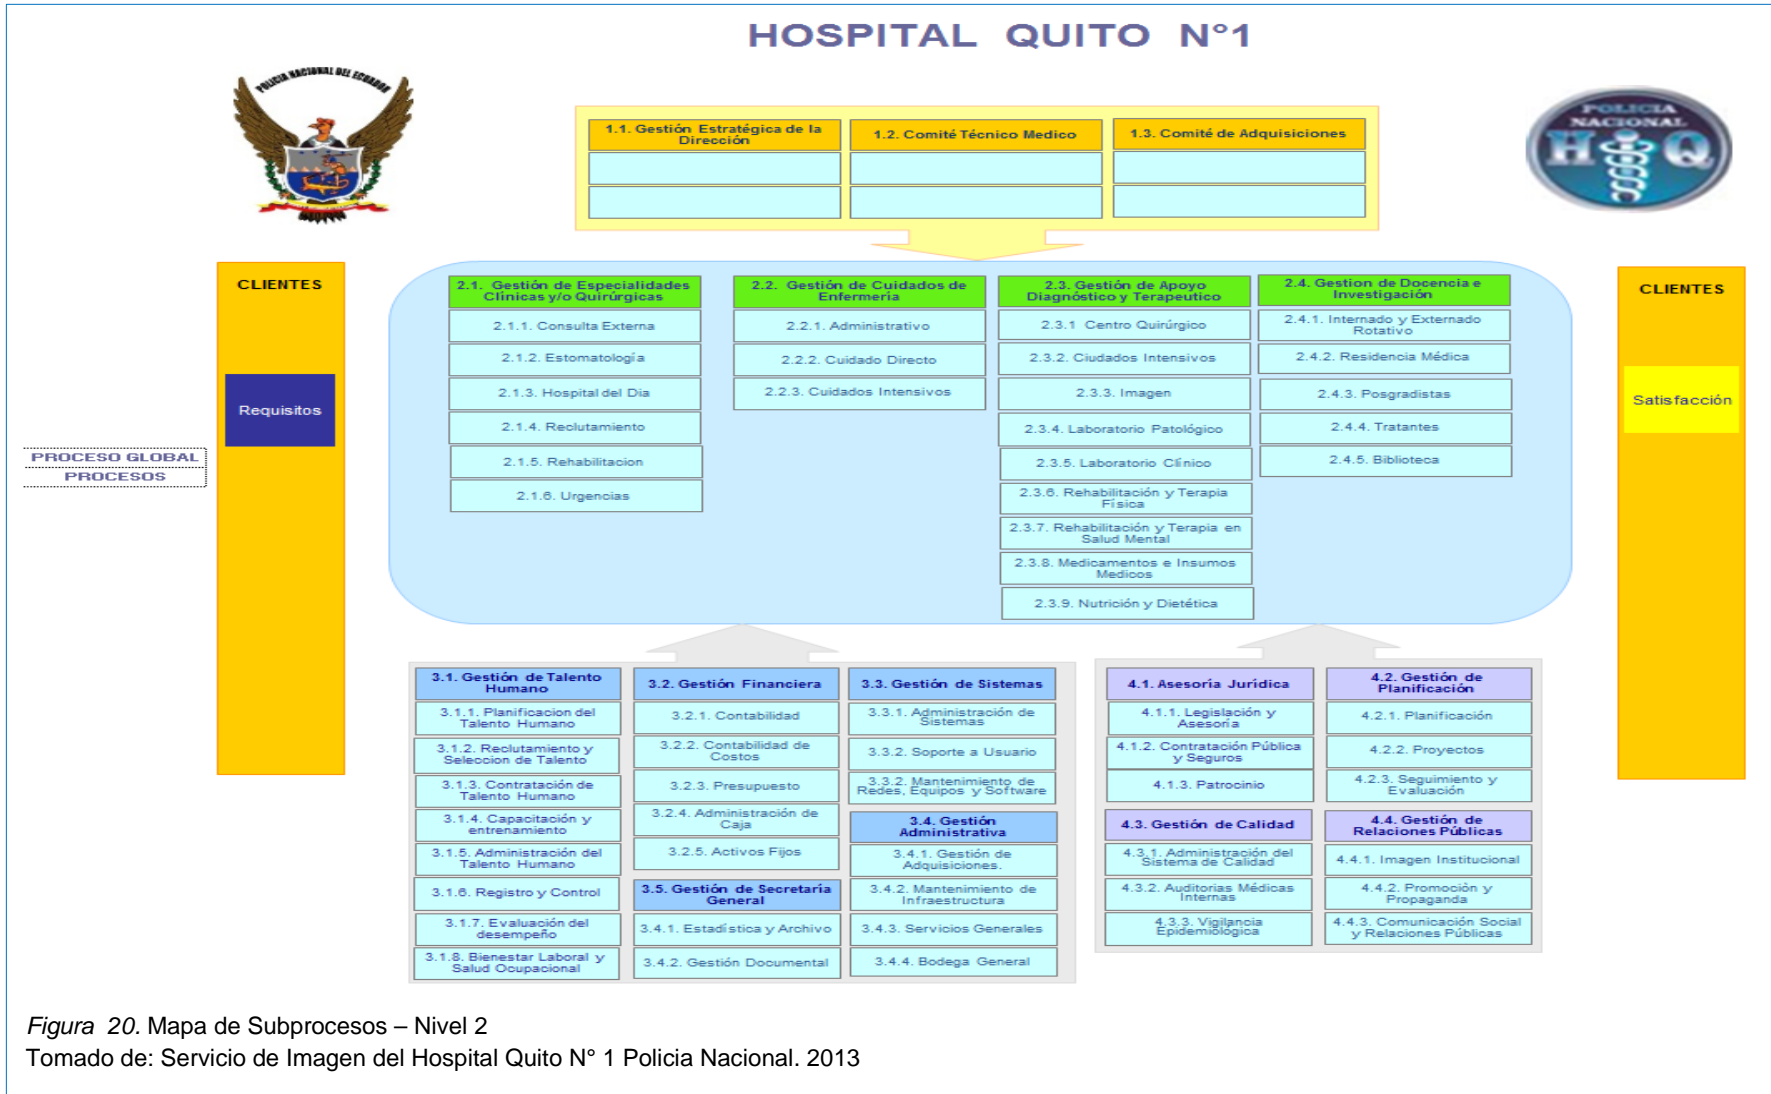 HOSPITAL QUITO N°1
POLICIA NACIONAL DEL ECUADOR
POLICIA
NACIONAL
H Q
1.1. Gestión Estratégica de la
Dirección
1.2. Comité Técnico Medico
1.3. Comité de Adquisiciones
CLIENTES
Requisitos
PROCESO GLOBAL
PROCESOS
2.1. Gestión de Especialidades
Clínicas y/o Quirúrgicas
2.1.1. Consulta Externa
2.1.2. Estomatología
2.1.3. Hospital del Dia
2.1.4. Reclutamiento
2.1.5. Rehabilitacion
2.1.6. Urgencias
2.2. Gestión de Cuidados de
Enfermería
2.2.1. Administrativo
2.2.2. Cuidado Directo
2.2.3. Cuidados Intensivos
2.3. Gestión de Apoyo
Diagnóstico y Terapeutico
2.3.1 Centro Quirúrgico
2.3.2. Ciudados Intensivos
2.3.3. Imagen
2.3.4. Laboratorio Patológico
2.3.5. Laboratorio Clínico
2.3.6. Rehabilitación y Terapia
Física
2.3.7. Rehabilitación y Terapia en
Salud Mental
2.3.8. Medicamentos e Insumos
Medicos
2.3.9. Nutrición y Dietética
2.4. Gestion de Docencia e
Investigación
2.4.1. Internado y Externado
Rotativo
2.4.2. Residencia Médica
2.4.3. Posgradistas
2.4.4. Tratantes
2.4.5. Biblioteca
CLIENTES
Satisfacción
3.1. Gestión de Talento
Humano
3.1.1. Planificacion del
Talento Humano
3.1.2. Reclutamiento y
Seleccion de Talento
3.1.3. Contratación de
Talento Humano
3.1.4. Capacitación y
entrenamiento
3.1.5. Administración del
Talento Humano
3.1.6. Registro y Control
3.1.7. Evaluación del
desempeño
3.1.8. Bienestar Laboral y
Salud Ocupacional
3.2. Gestión Financiera
3.2.1. Contabilidad
3.2.2. Contabilidad de
Costos
3.2.3. Presupuesto
3.2.4. Administración de
Caja
3.2.5. Activos Fijos
3.5. Gestión de Secretaría
General
3.4.1. Estadística y Archivo
3.4.2. Gestión Documental
3.3. Gestión de Sistemas
3.3.1. Administración de
Sistemas
3.3.2. Soporte a Usuario
3.3.2. Mantenimiento de
Redes, Equipos y Software
3.4. Gestión
Administrativa
3.4.1. Gestión de
Adquisiciones.
3.4.2. Mantenimiento de
Infraestructura
3.4.3. Servicios Generales
3.4.4. Bodega General
4.1. Asesoría Jurídica
4.1.1. Legislación y
Asesoría
4.1.2. Contratación Pública
y Seguros
4.1.3. Patrocinio
4.3. Gestión de Calidad
4.3.1. Administración del
Sistema de Calidad
4.3.2. Auditorias Médicas
Internas
4.3.3. Vigilancia
Epidemiológica
4.2. Gestión de
Planificación
4.2.1. Planificación
4.2.2. Proyectos
4.2.3. Seguimiento y
Evaluación
4.4. Gestión de
Relaciones Públicas
4.4.1. Imagen Institucional
4.4.2. Promoción y
Propaganda
4.4.3. Comunicación Social
y Relaciones Públicas
Figura 20. Mapa de Subprocesos – Nivel 2
Tomado de: Servicio de Imagen del Hospital Quito N° 1 Policia Nacional. 2013